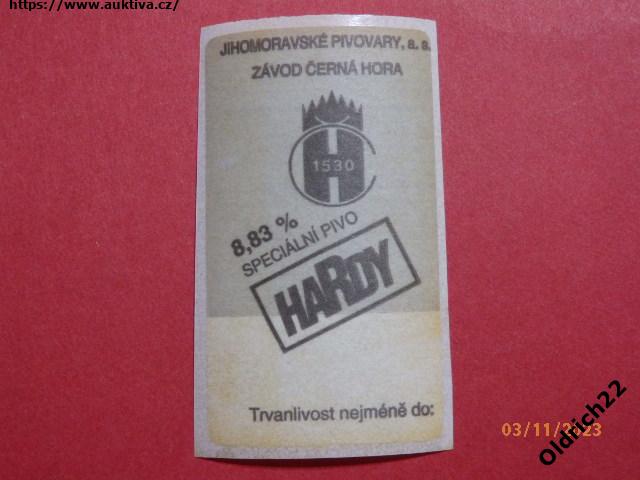 https://www.auktiva.cz/
JIHOMORAVSKÉ PIVOVARY, a. s.
ZÁVOD ČERNÁ HORA
CH
1530
8,83 %
SPECIÁLNÍ PIVO
HARDY
Trvanlivost nejméně do:
03/11/2023
Oldrich22